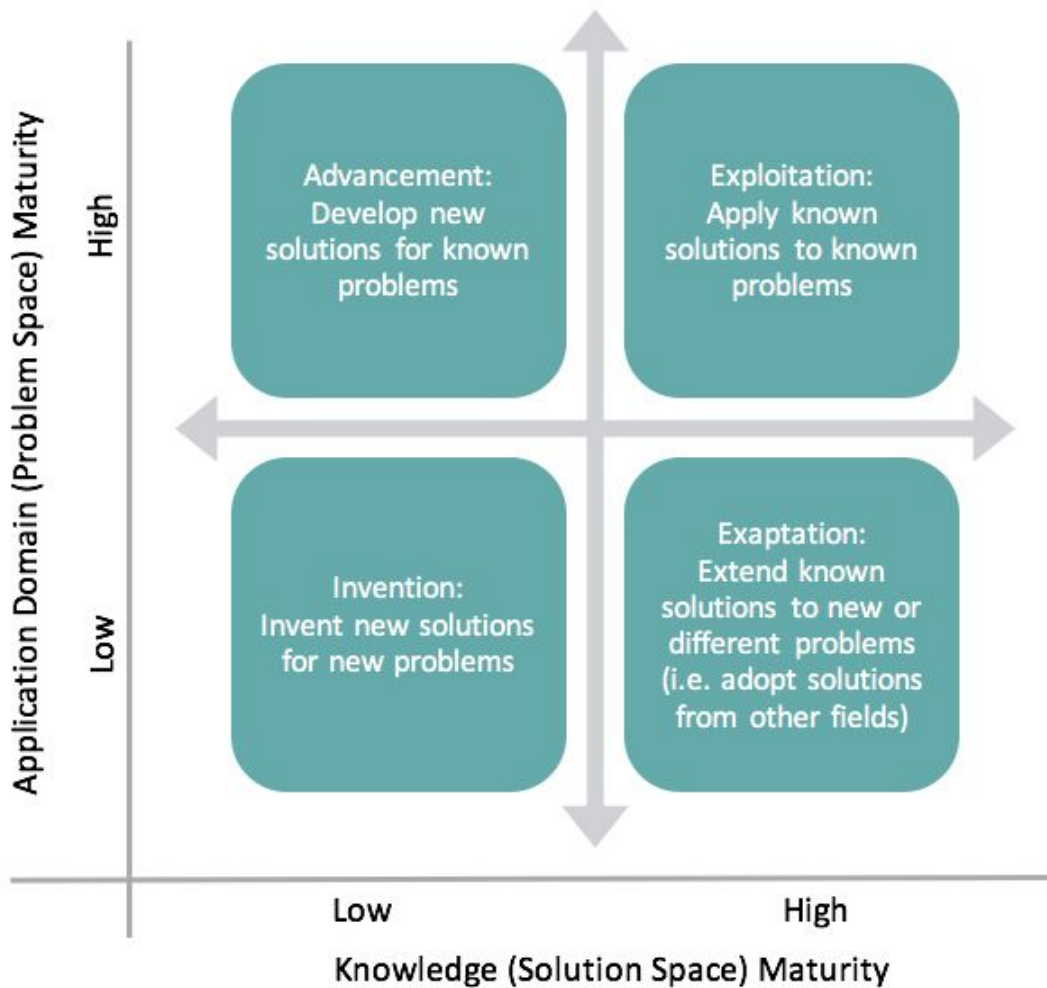 Application Domain (Problem Space) Maturity
High
Low
Advancement:
Develop new
solutions for known
problems
Exploitation:
Apply known
solutions to known
problems
Invention:
Invent new solutions
for new problems
Exaptation:
Extend known
solutions to new or
different problems
(i.e. adopt solutions
from other fields)
Low
High
Knowledge (Solution Space) Maturity